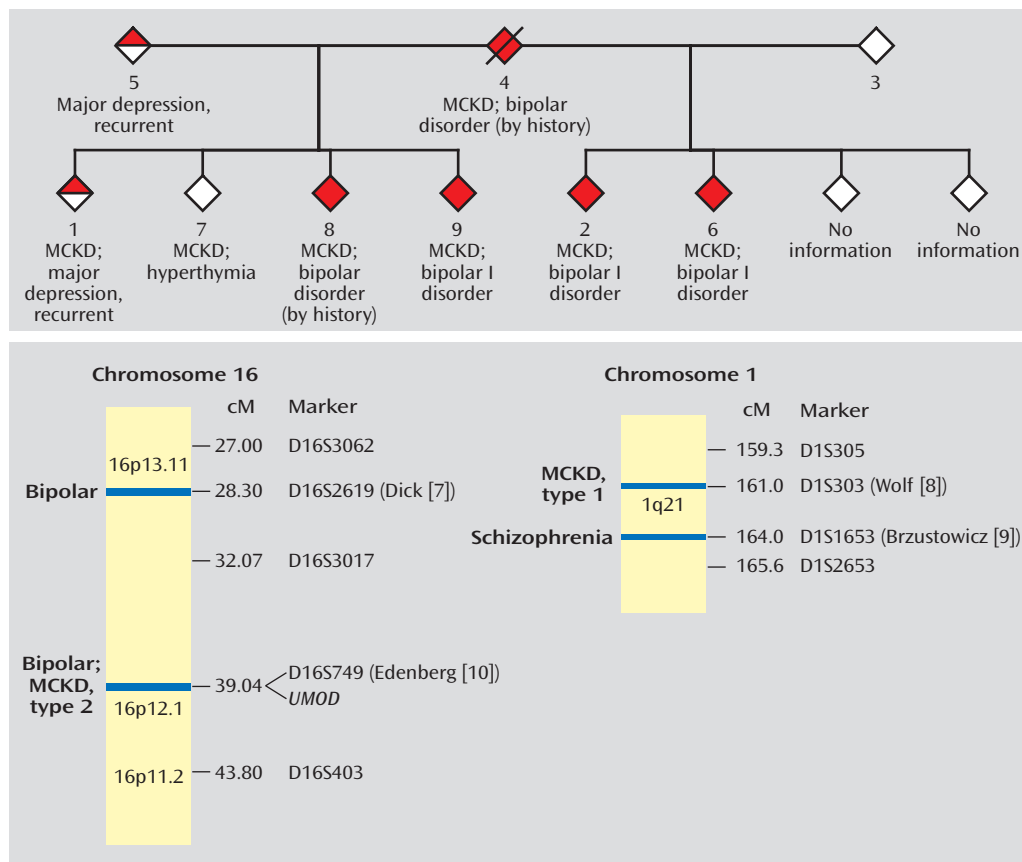 5
Major depression,
recurrent
4
MCKD; bipolar
disorder (by history)
3
1
MCKD;
major
depression,
recurrent
7
MCKD;
hyperthymia
8
MCKD;
bipolar
disorder
(by history)
9
MCKD;
bipolar I
disorder
2
MCKD;
bipolar I
disorder
6
MCKD;
bipolar I
disorder
No
information
No
information
Chromosome 16
cM Marker
27.00 D16S3062
16p13.11
Bipolar
28.30 D16S2619 (Dick [7])
32.07 D16S3017
Bipolar;
MCKD,
type 2
39.04
D16S749 (Edenberg [10])
UMOD
16p12.1
16p11.2
43.80 D16S403
Chromosome 1
cM Marker
159.3 D1S305
MCKD,
type 1
161.0 D1S303 (Wolf [8])
1q21
Schizophrenia
164.0 D1S1653 (Brzustowicz [9])
165.6 D1S2653